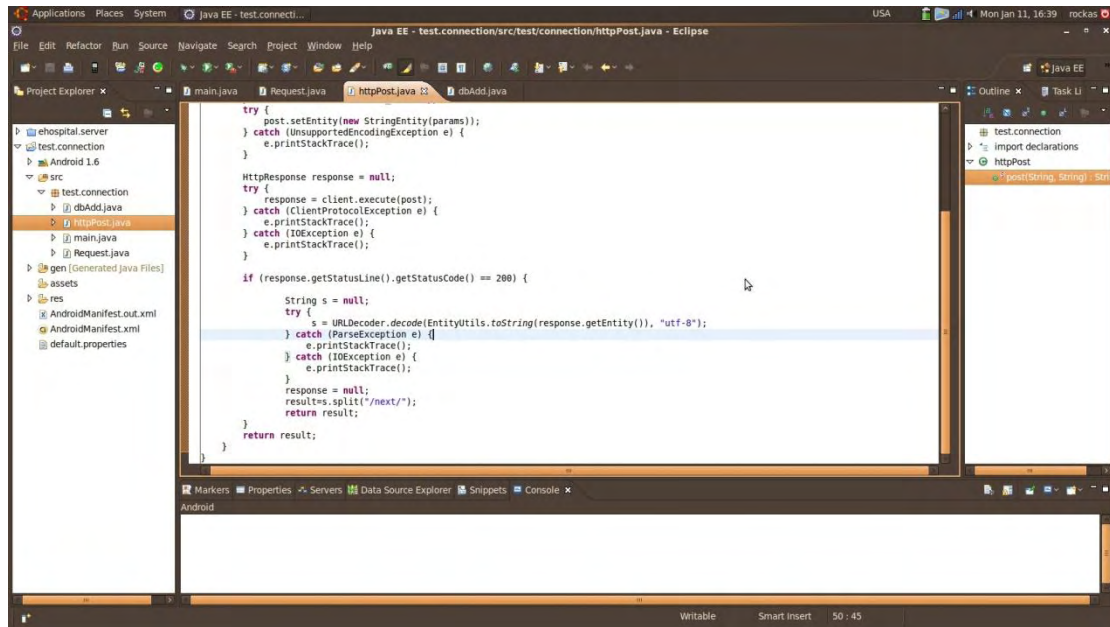 Applications Places System Java EE - test.connecti... USA Mon Jan 11, 16:39 rockas
Java EE - test.connection/src/test/connection/httpPost.java - Eclipse
File Edit Refactor Run Source Navigate Search Project Window Help
Java EE
Project Explorer
main.java Request.java httpPost.java dbAdd.java
Outline Task Li
ehospital.server
test.connection
Android 1.6
src
test.connection
dbAdd.java
httpPost.java
main.java
Request.java
gen [Generated Java Files]
assets
res
AndroidManifest.out.xml
AndroidManifest.xml
default.properties
try {
post.setEntity(new StringEntity(params));
} catch (UnsupportedEncodingException e) {
e.printStackTrace();
}
HttpResponse response = null;
try {
response = client.execute(post);
} catch (ClientProtocolException e) {
e.printStackTrace();
} catch (IOException e) {
e.printStackTrace();
}
if (response.getStatusLine().getStatusCode() == 200) {
String s = null;
try {
s = URLDecoder.decode(EntityUtils.toString(response.getEntity()), "utf-8");
} catch (ParseException e) {
e.printStackTrace();
} catch (IOException e) {
e.printStackTrace();
}
response = null;
result=s.split("/next/");
return result;
}
return result;
}
}
test.connection
import declarations
httpPost
post(String, String) : Stri
Markers Properties Servers Data Source Explorer Snippets Console
Android
Writable Smart Insert 50 : 45